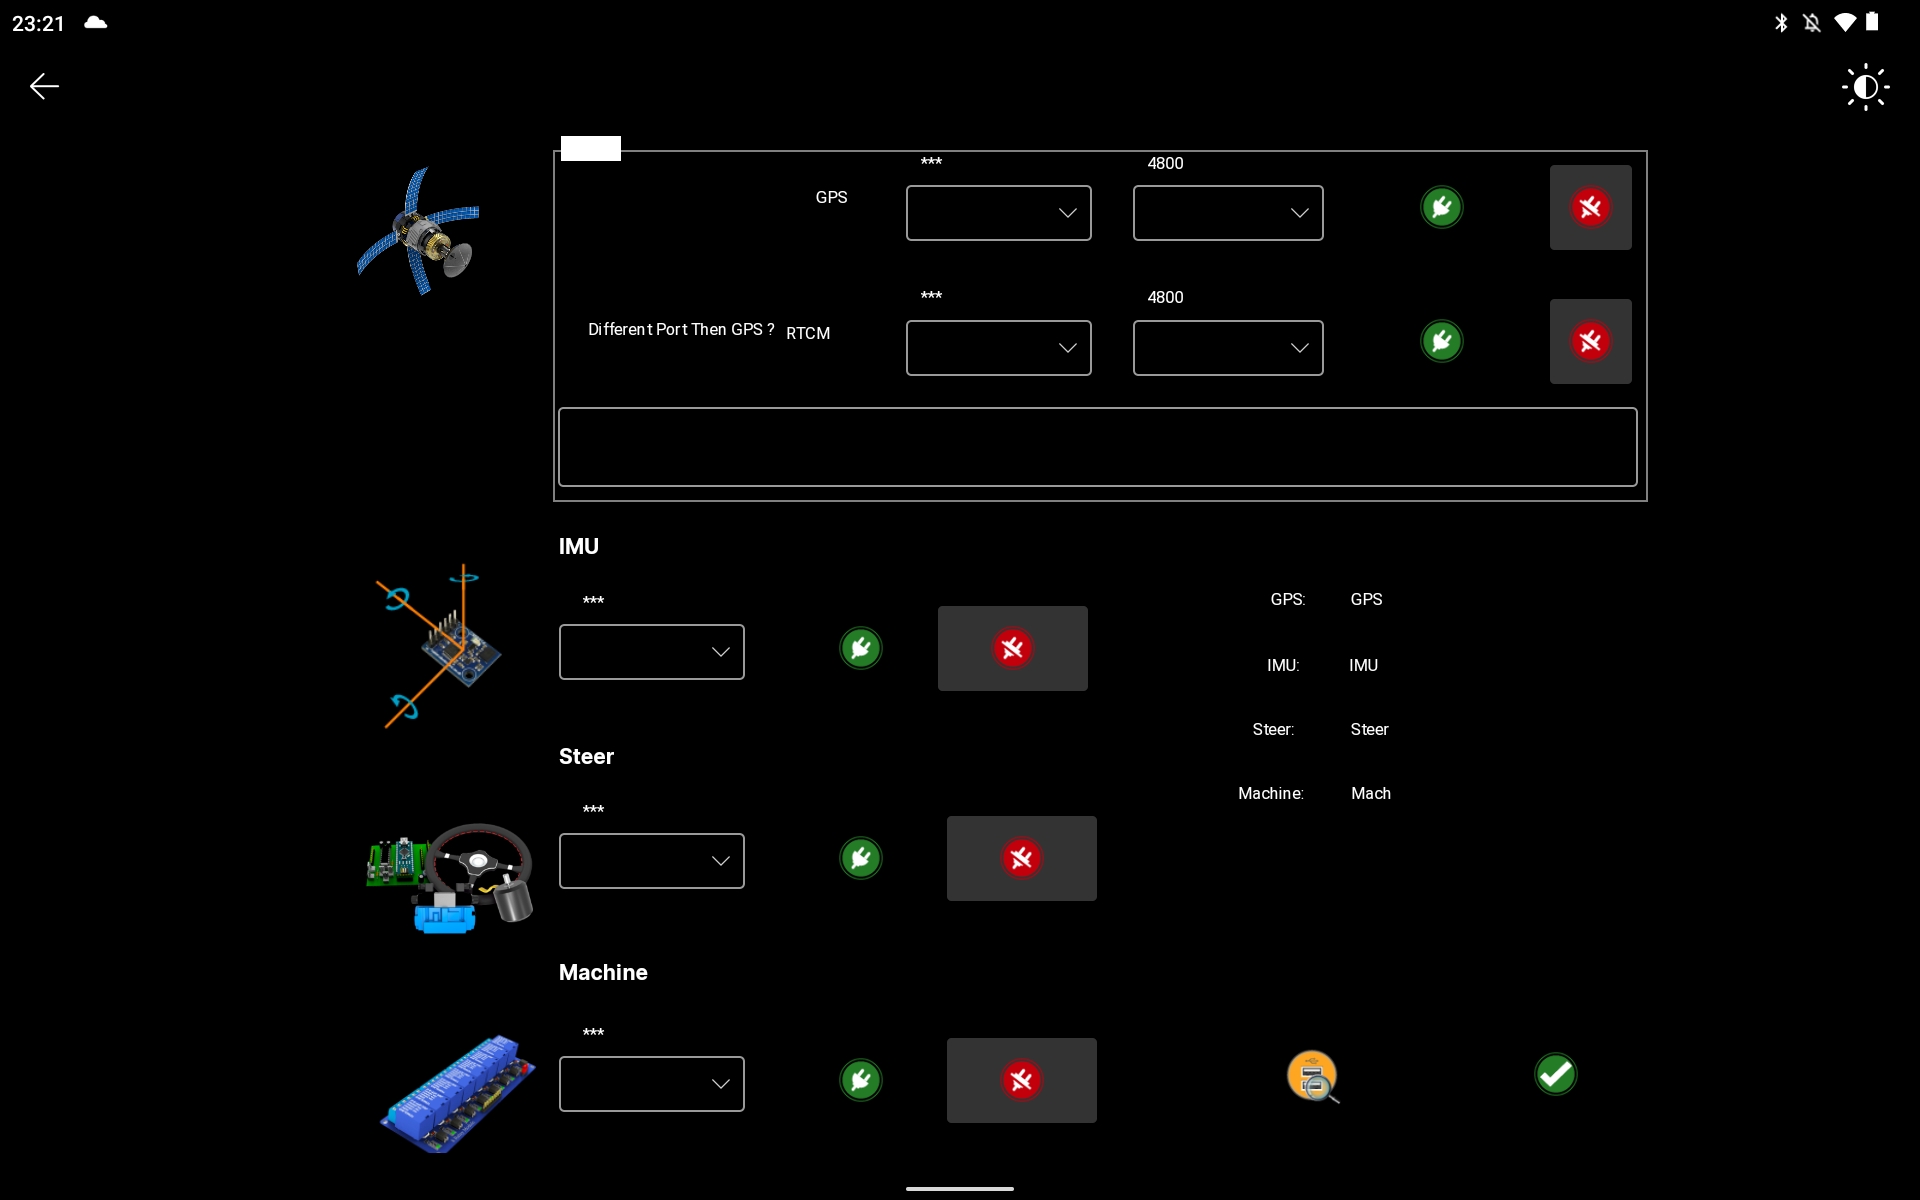 23:21
*** 4800
GPS
*** 4800
Different Port Then GPS ? RTCM
IMU
***
GPS: GPS
IMU: IMU
Steer: Steer
Machine: Mach
Steer
***
Machine
***